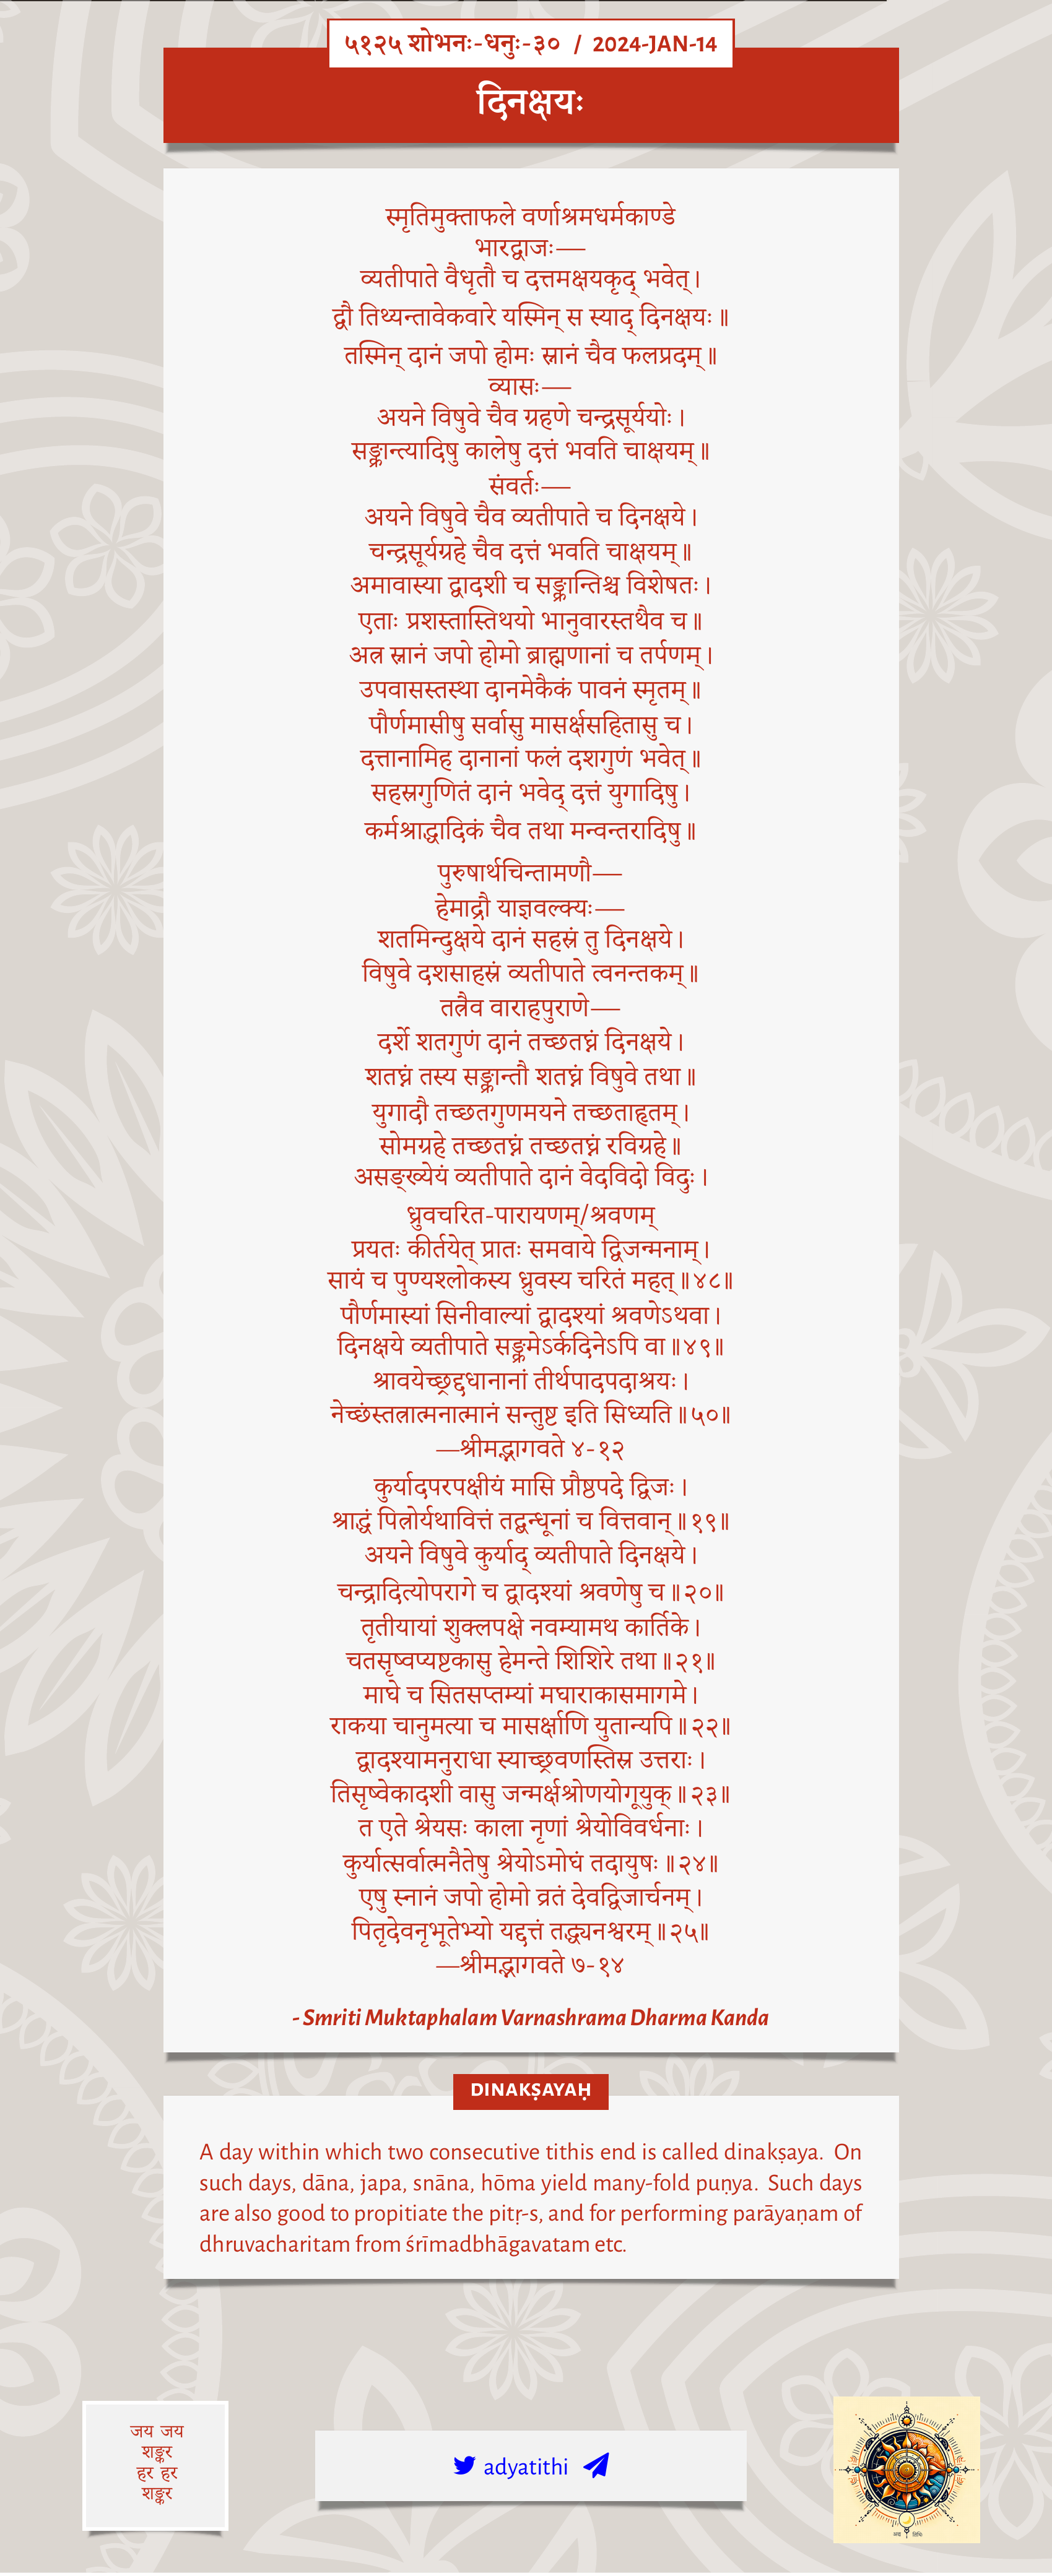 ५१२५ शोभनः-धनुः-३० / 2024-JAN-14
दिनक्षयः
स्मृतिमुक्ताफले वर्णाश्रमधर्मकाण्डे
भारद्वाजः—
व्यतीपाते वैधृतौ च दत्तमक्षयकृद् भवेत्।
द्वौ तिथ्यन्तावेकवारे यस्मिन् स स्याद् दिनक्षयः॥
तस्मिन् दानं जपो होमः स्नानं चैव फलप्रदम्॥
व्यासः—
अयने विषुवे चैव ग्रहणे चन्द्रसूर्ययोः।
सङ्क्रान्त्यादिषु कालेषु दत्तं भवति चाक्षयम्॥
संवर्तः—
अयने विषुवे चैव व्यतीपाते च दिनक्षये।
चन्द्रसूर्यग्रहे चैव दत्तं भवति चाक्षयम्॥
अमावास्या द्वादशी च सङ्क्रान्तिश्च विशेषतः।
एताः प्रशस्तास्तिथयो भानुवारस्तथैव च॥
अत्र स्नानं जपो होमो ब्राह्मणानां च तर्पणम्।
उपवासस्तस्था दानमेकैकं पावनं स्मृतम्॥
पौर्णमासीषु सर्वासु मासर्क्षसहितासु च।
दत्तानामिह दानानां फलं दशगुणं भवेत्॥
सहस्रगुणितं दानं भवेद् दत्तं युगादिषु।
कर्मश्राद्धादिकं चैव तथा मन्वन्तरादिषु॥
पुरुषार्थचिन्तामणौ—
हेमाद्रौ याज्ञवल्क्यः—
शतमिन्दुक्षये दानं सहस्रं तु दिनक्षये।
विषुवे दशसाहस्रं व्यतीपाते त्वनन्तकम्॥
तत्रैव वाराहपुराणे—
दर्शे शतगुणं दानं तच्छतघ्नं दिनक्षये।
शतघ्नं तस्य सङ्क्रान्तौ शतघ्नं विषुवे तथा॥
युगादौ तच्छतगुणमयने तच्छताहृतम्।
सोमग्रहे तच्छतघ्नं तच्छतघ्नं रविग्रहे॥
असङ्ख्येयं व्यतीपाते दानं वेदविदो विदुः।
ध्रुवचरित-पारायणम्/श्रवणम्
प्रयतः कीर्तयेत् प्रातः समवाये द्विजन्मनाम्।
सायं च पुण्यश्लोकस्य ध्रुवस्य चरितं महत्॥४८॥
पौर्णमास्यां सिनीवाल्यां द्वादश्यां श्रवणेऽथवा।
दिनक्षये व्यतीपाते सङ्क्रमेऽर्कदिनेऽपि वा॥४९॥
श्रावयेच्छ्रद्दधानानां तीर्थपादपदाश्रयः।
नेच्छंस्तत्रात्मनात्मानं सन्तुष्ट इति सिध्यति॥५०॥
—श्रीमद्भागवते ४-१२
कुर्यादपरपक्षीयं मासि प्रौष्ठपदे द्विजः।
श्राद्धं पित्रोर्यथावित्तं तद्बन्धूनां च वित्तवान्॥१९॥
अयने विषुवे कुर्याद् व्यतीपाते दिनक्षये।
चन्द्रादित्योपरागे च द्वादश्यां श्रवणेषु च॥२०॥
तृतीयायां शुक्लपक्षे नवम्यामथ कार्तिके।
चतसृष्वप्यष्टकासु हेमन्ते शिशिरे तथा॥२१॥
माघे च सितसप्तम्यां मघाराकासमागमे।
राकया चानुमत्या च मासर्क्षाणि युतान्यपि॥२२॥
द्वादश्यामनुराधा स्याच्छ्रवणस्तिस्र उत्तराः।
तिसृष्वेकादशी वासु जन्मर्क्षश्रोणयोगयुक्॥२३॥
त एते श्रेयसः काला नृणां श्रेयोविवर्धनाः।
कुर्यात्सर्वात्मनैतेषु श्रेयोऽमोघं तदायुषः॥२४॥
एषु स्नानं जपो होमो व्रतं देवद्विजार्चनम्।
पितृदेवनृभूतेभ्यो यद्दत्तं तद्ध्यनश्वरम्॥२५॥
—श्रीमद्भागवते ७-१४
- Smriti Muktaphalam Varnashrama Dharma Kanda
DINAKṢAYAḤ
A day within which two consecutive tithis end is called dinakṣaya. On
such days, dāna, japa, snāna, hōma yield many-fold puṇya. Such days
are also good to propitiate the pitṛ-s, and for performing parāyaṇam of
dhruvacharitam from śrīmadbhāgavatam etc.
जय जय
शङ्कर
हर हर
शङ्कर
adyatithi